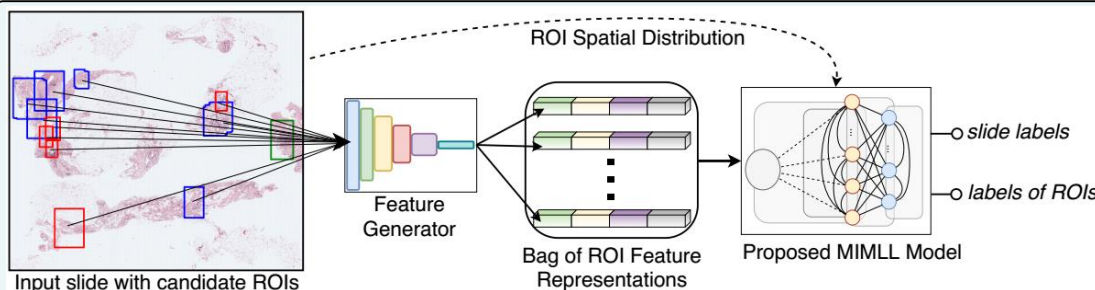 ROI Spatial Distribution
slide labels
labels of ROIs
Feature
Generator
Bag of ROI Feature
Representations
Proposed MIMLL Model
Input slide with candidate ROIs